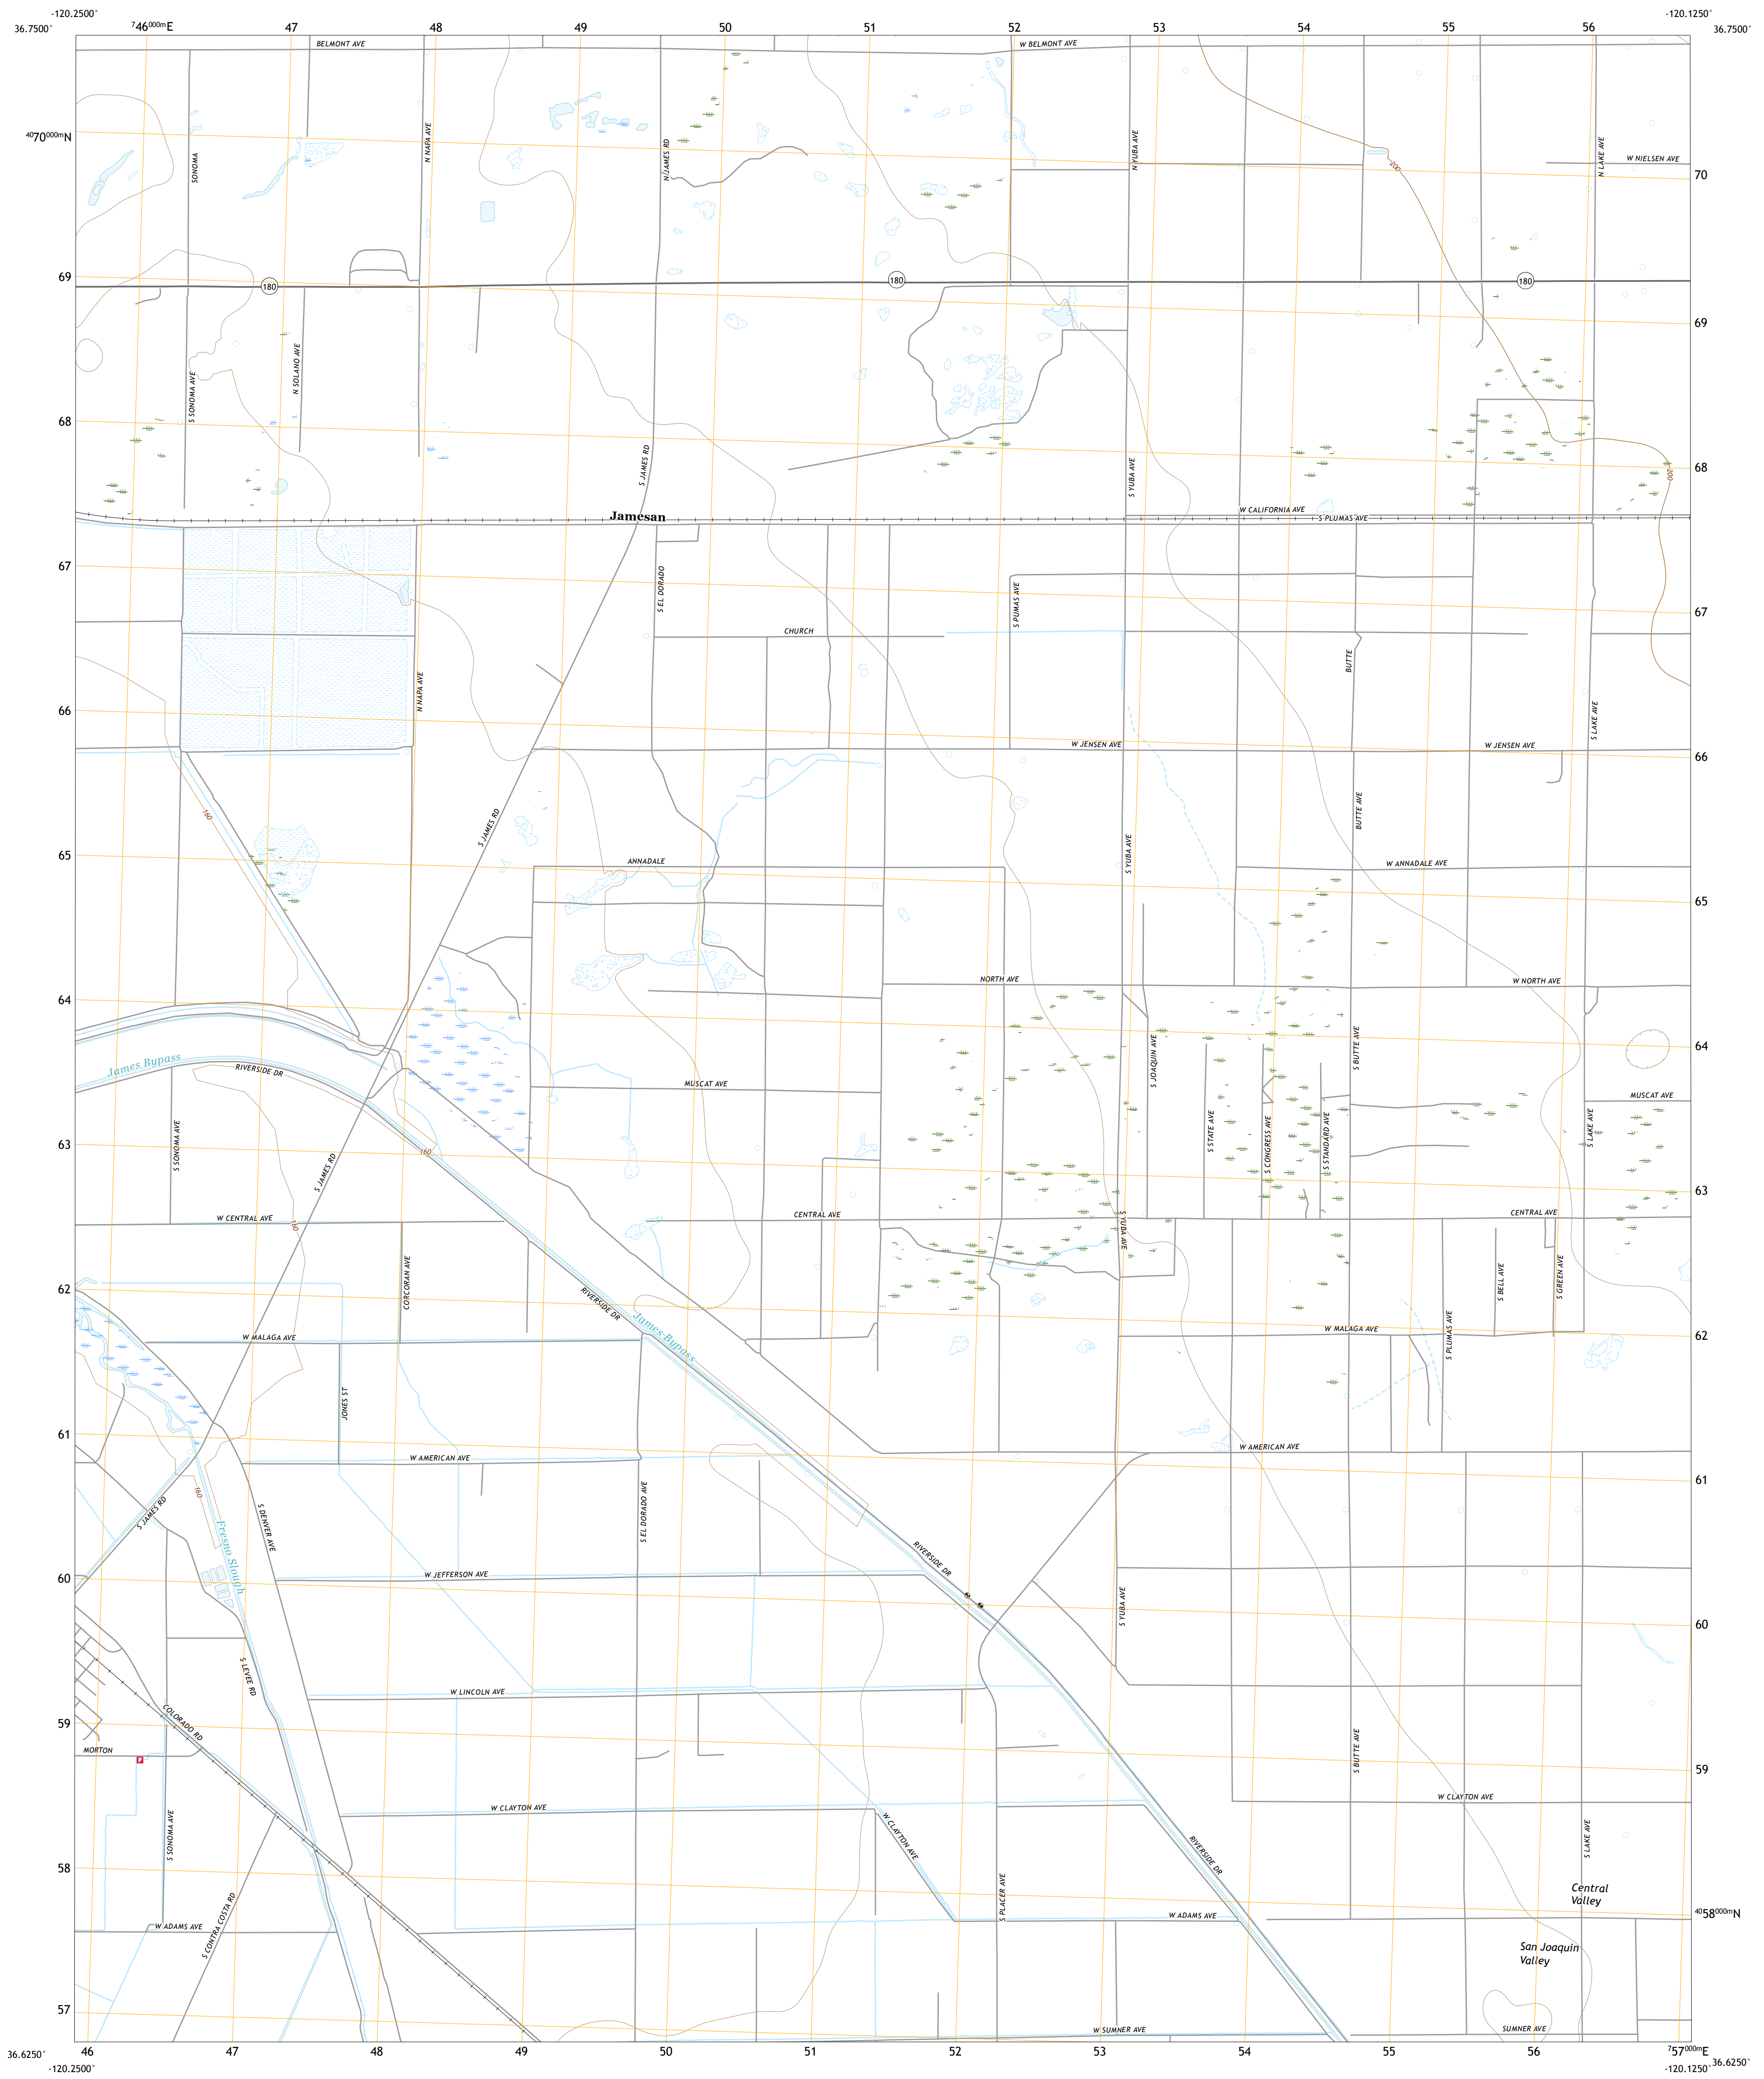 -120.2500°
-120.1250°
36.7500°
⁷46⁰⁰⁰ᵐE
47
48
49
50
51
52
53
54
55
56
36.7500°
BELMONT AVE
W BELMONT AVE
⁴⁰70⁰⁰⁰ᵐN
SONOMA
N NAPA AVE
N JAMES RD
N YUBA AVE
200
N LAKE AVE
W NIELSEN AVE
70
69
180
180
180
69
S SONOMA AVE
N SOLANO AVE
68
S JAMES RD
S YUBA AVE
68
200
Jamesan
W CALIFORNIA AVE
S PLUMAS AVE
67
S EL DORADO
S PUMAS AVE
67
CHURCH
BUTTE
N NAPA AVE
66
S LAKE AVE
W JENSEN AVE
W JENSEN AVE
66
160
S JAMES RD
BUTTE AVE
65
ANNADALE
S YUBA AVE
W ANNADALE AVE
65
NORTH AVE
W NORTH AVE
64
James Bypass
RIVERSIDE DR
S JOAQUIN AVE
S BUTTE AVE
64
MUSCAT AVE
MUSCAT AVE
63
S SONOMA AVE
160
S JAMES RD
S STATE AVE
S CONGRESS AVE
S STANDARD AVE
S LAKE AVE
63
W CENTRAL AVE
160
CENTRAL AVE
S YUBA AVE
CENTRAL AVE
62
CORCORAN AVE
RIVERSIDE DR
James Bypass
S BELL AVE
S GREEN AVE
W MALAGA AVE
W MALAGA AVE
S PLUMAS AVE
62
JONES ST
61
W AMERICAN AVE
W AMERICAN AVE
61
160
S JAMES RD
S DENVER AVE
S EL DORADO AVE
Fresno Slough
RIVERSIDE DR
60
W JEFFERSON AVE
S YUBA AVE
60
S LEVEE RD
W LINCOLN AVE
59
COLORADO RD
MORTON
S BUTTE AVE
59
S SONOMA AVE
W CLAYTON AVE
W CLAYTON AVE
W CLAYTON AVE
RIVERSIDE DR
S LAKE AVE
58
S CONTRA COSTA RD
S PLACER AVE
Central
Valley
W ADAMS AVE
W ADAMS AVE
⁴⁰58⁰⁰⁰ᵐN
San Joaquin
Valley
57
W SUMNER AVE
SUMNER AVE
36.6250°
46
47
48
49
50
51
52
53
54
55
56
⁷57⁰⁰⁰ᵐE
36.6250°
-120.2500°
-120.1250°